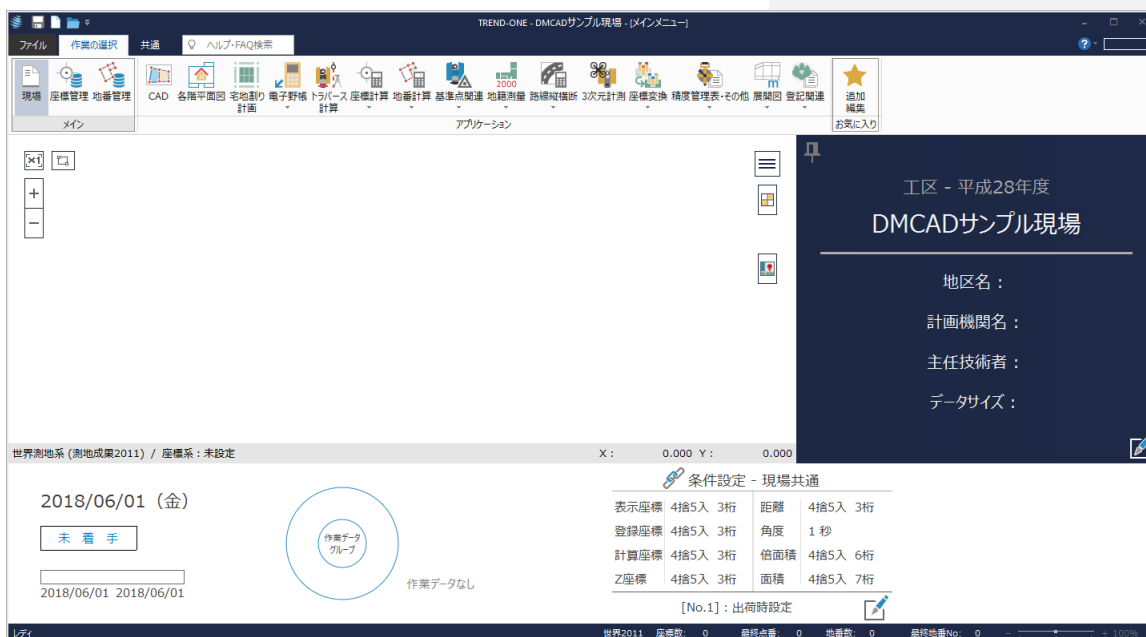 TREND-ONE - DMCADサンプル現場 - [メインメニュー]
ファイル 作業の選択 共通 ヘルプ・FAQ検索
現場 座標管理 地番管理 CAD 各階平面図 宅地割り計画 電子野帳 トラバース計算 座標計算 地番計算 基準点関連 地籍測量 路線縦横断 3次元計測 座標変換 精度管理表・その他 展開図 登記関連 追加編集
メイン アプリケーション お気に入り
工区 - 平成28年度
DMCADサンプル現場
地区名：
計画機関名：
主任技術者：
データサイズ：
世界測地系 (測地成果2011) / 座標系：未設定 X： 0.000 Y： 0.000
2018/06/01（金）
未 着 手
2018/06/01 2018/06/01
作業データ
グループ
作業データなし
条件設定 - 現場共通
表示座標 4捨5入 3桁 距離 4捨5入 3桁
登録座標 4捨5入 3桁 角度 1 秒
計算座標 4捨5入 3桁 倍面積 4捨5入 6桁
Z座標 4捨5入 3桁 面積 4捨5入 7桁
[No.1]：出荷時設定
レディ 世界2011 座標数: 0 最終点番: 0 地番数: 0 最終地番No: 0 - + 100%